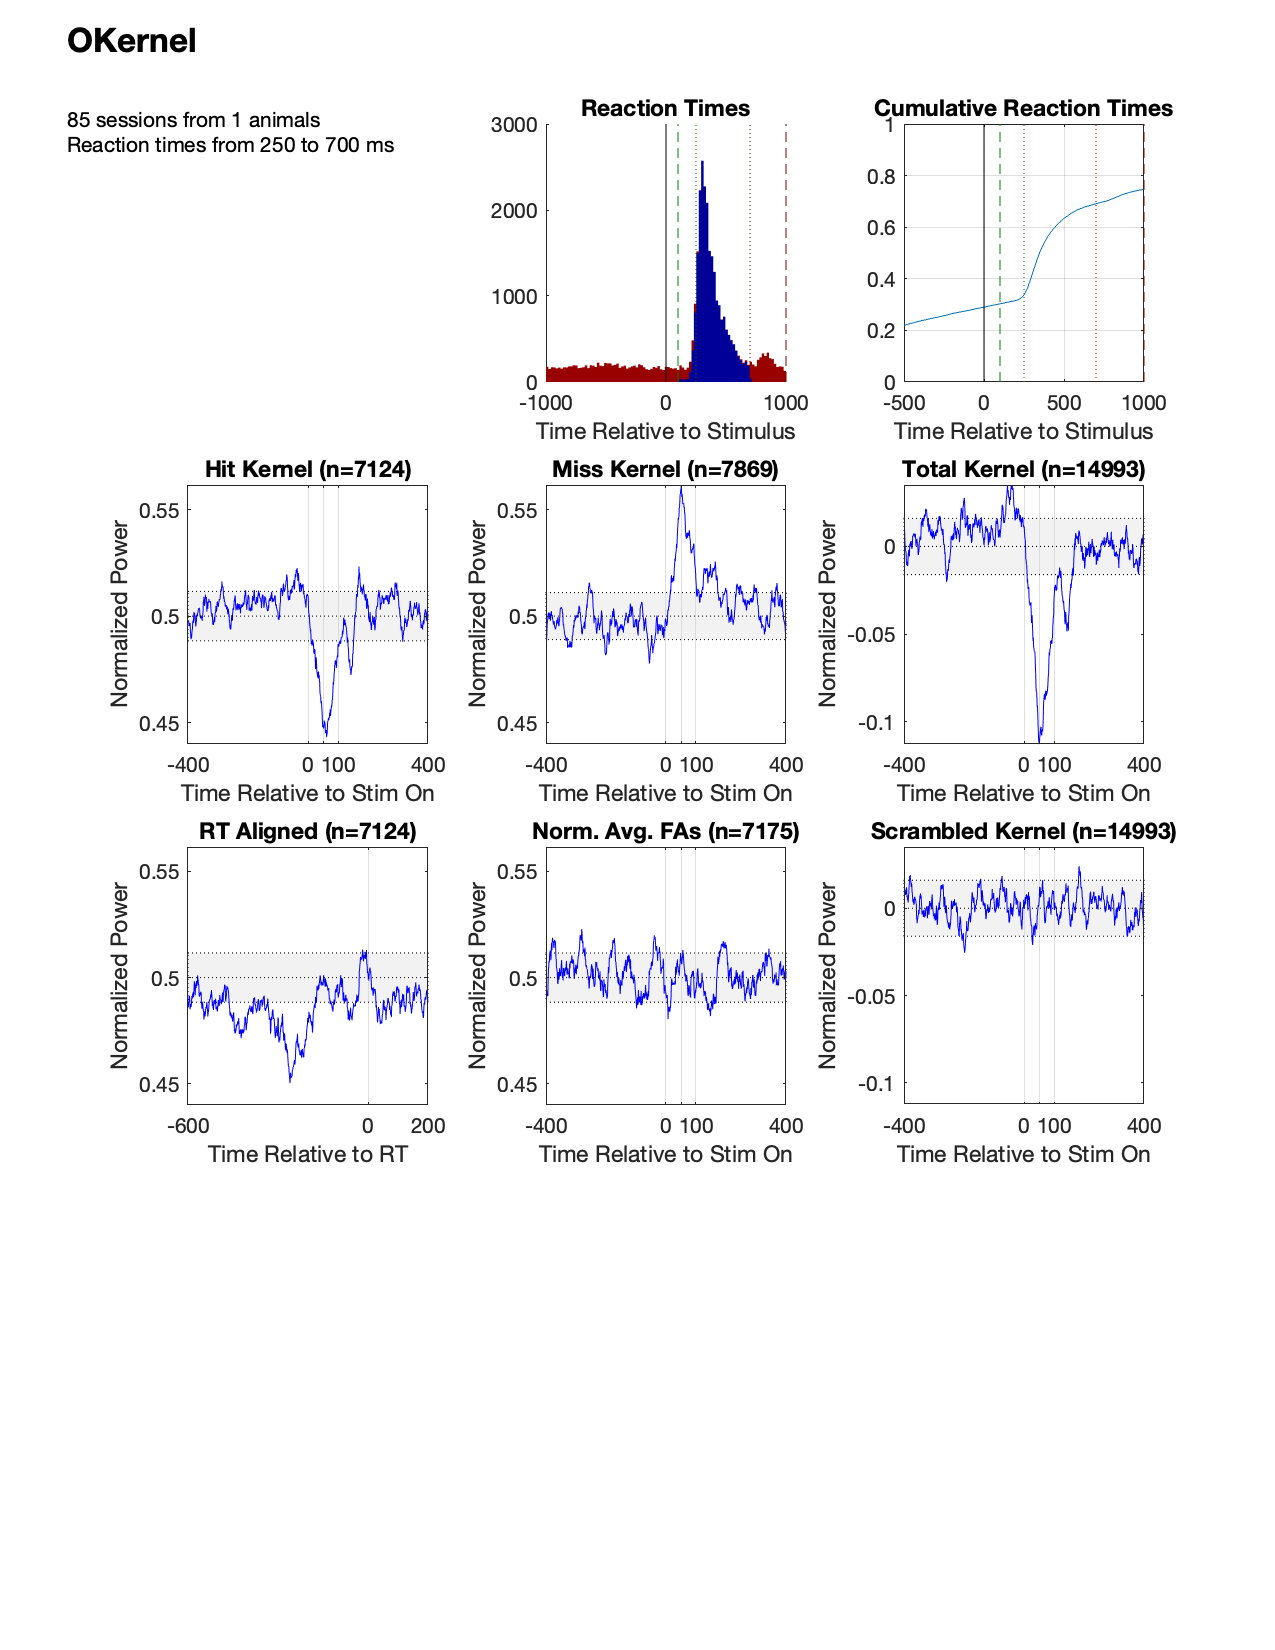 OKernel
85 sessions from 1 animals
Reaction times from 250 to 700 ms
Reaction Times
3000
2000
1000
0
-1000 0 1000
Time Relative to Stimulus
Cumulative Reaction Times
1
0.8
0.6
0.4
0.2
0
-500 0 500 1000
Time Relative to Stimulus
Hit Kernel (n=7124)
Normalized Power
0.55
0.5
0.45
-400 0 100 400
Time Relative to Stim On
Miss Kernel (n=7869)
Normalized Power
0.55
0.5
0.45
-400 0 100 400
Time Relative to Stim On
Total Kernel (n=14993)
Normalized Power
0
-0.05
-0.1
-400 0 100 400
Time Relative to Stim On
RT Aligned (n=7124)
Normalized Power
0.55
0.5
0.45
-600 0 200
Time Relative to RT
Norm. Avg. FAs (n=7175)
Normalized Power
0.55
0.5
0.45
-400 0 100 400
Time Relative to Stim On
Scrambled Kernel (n=14993)
Normalized Power
0
-0.05
-0.1
-400 0 100 400
Time Relative to Stim On